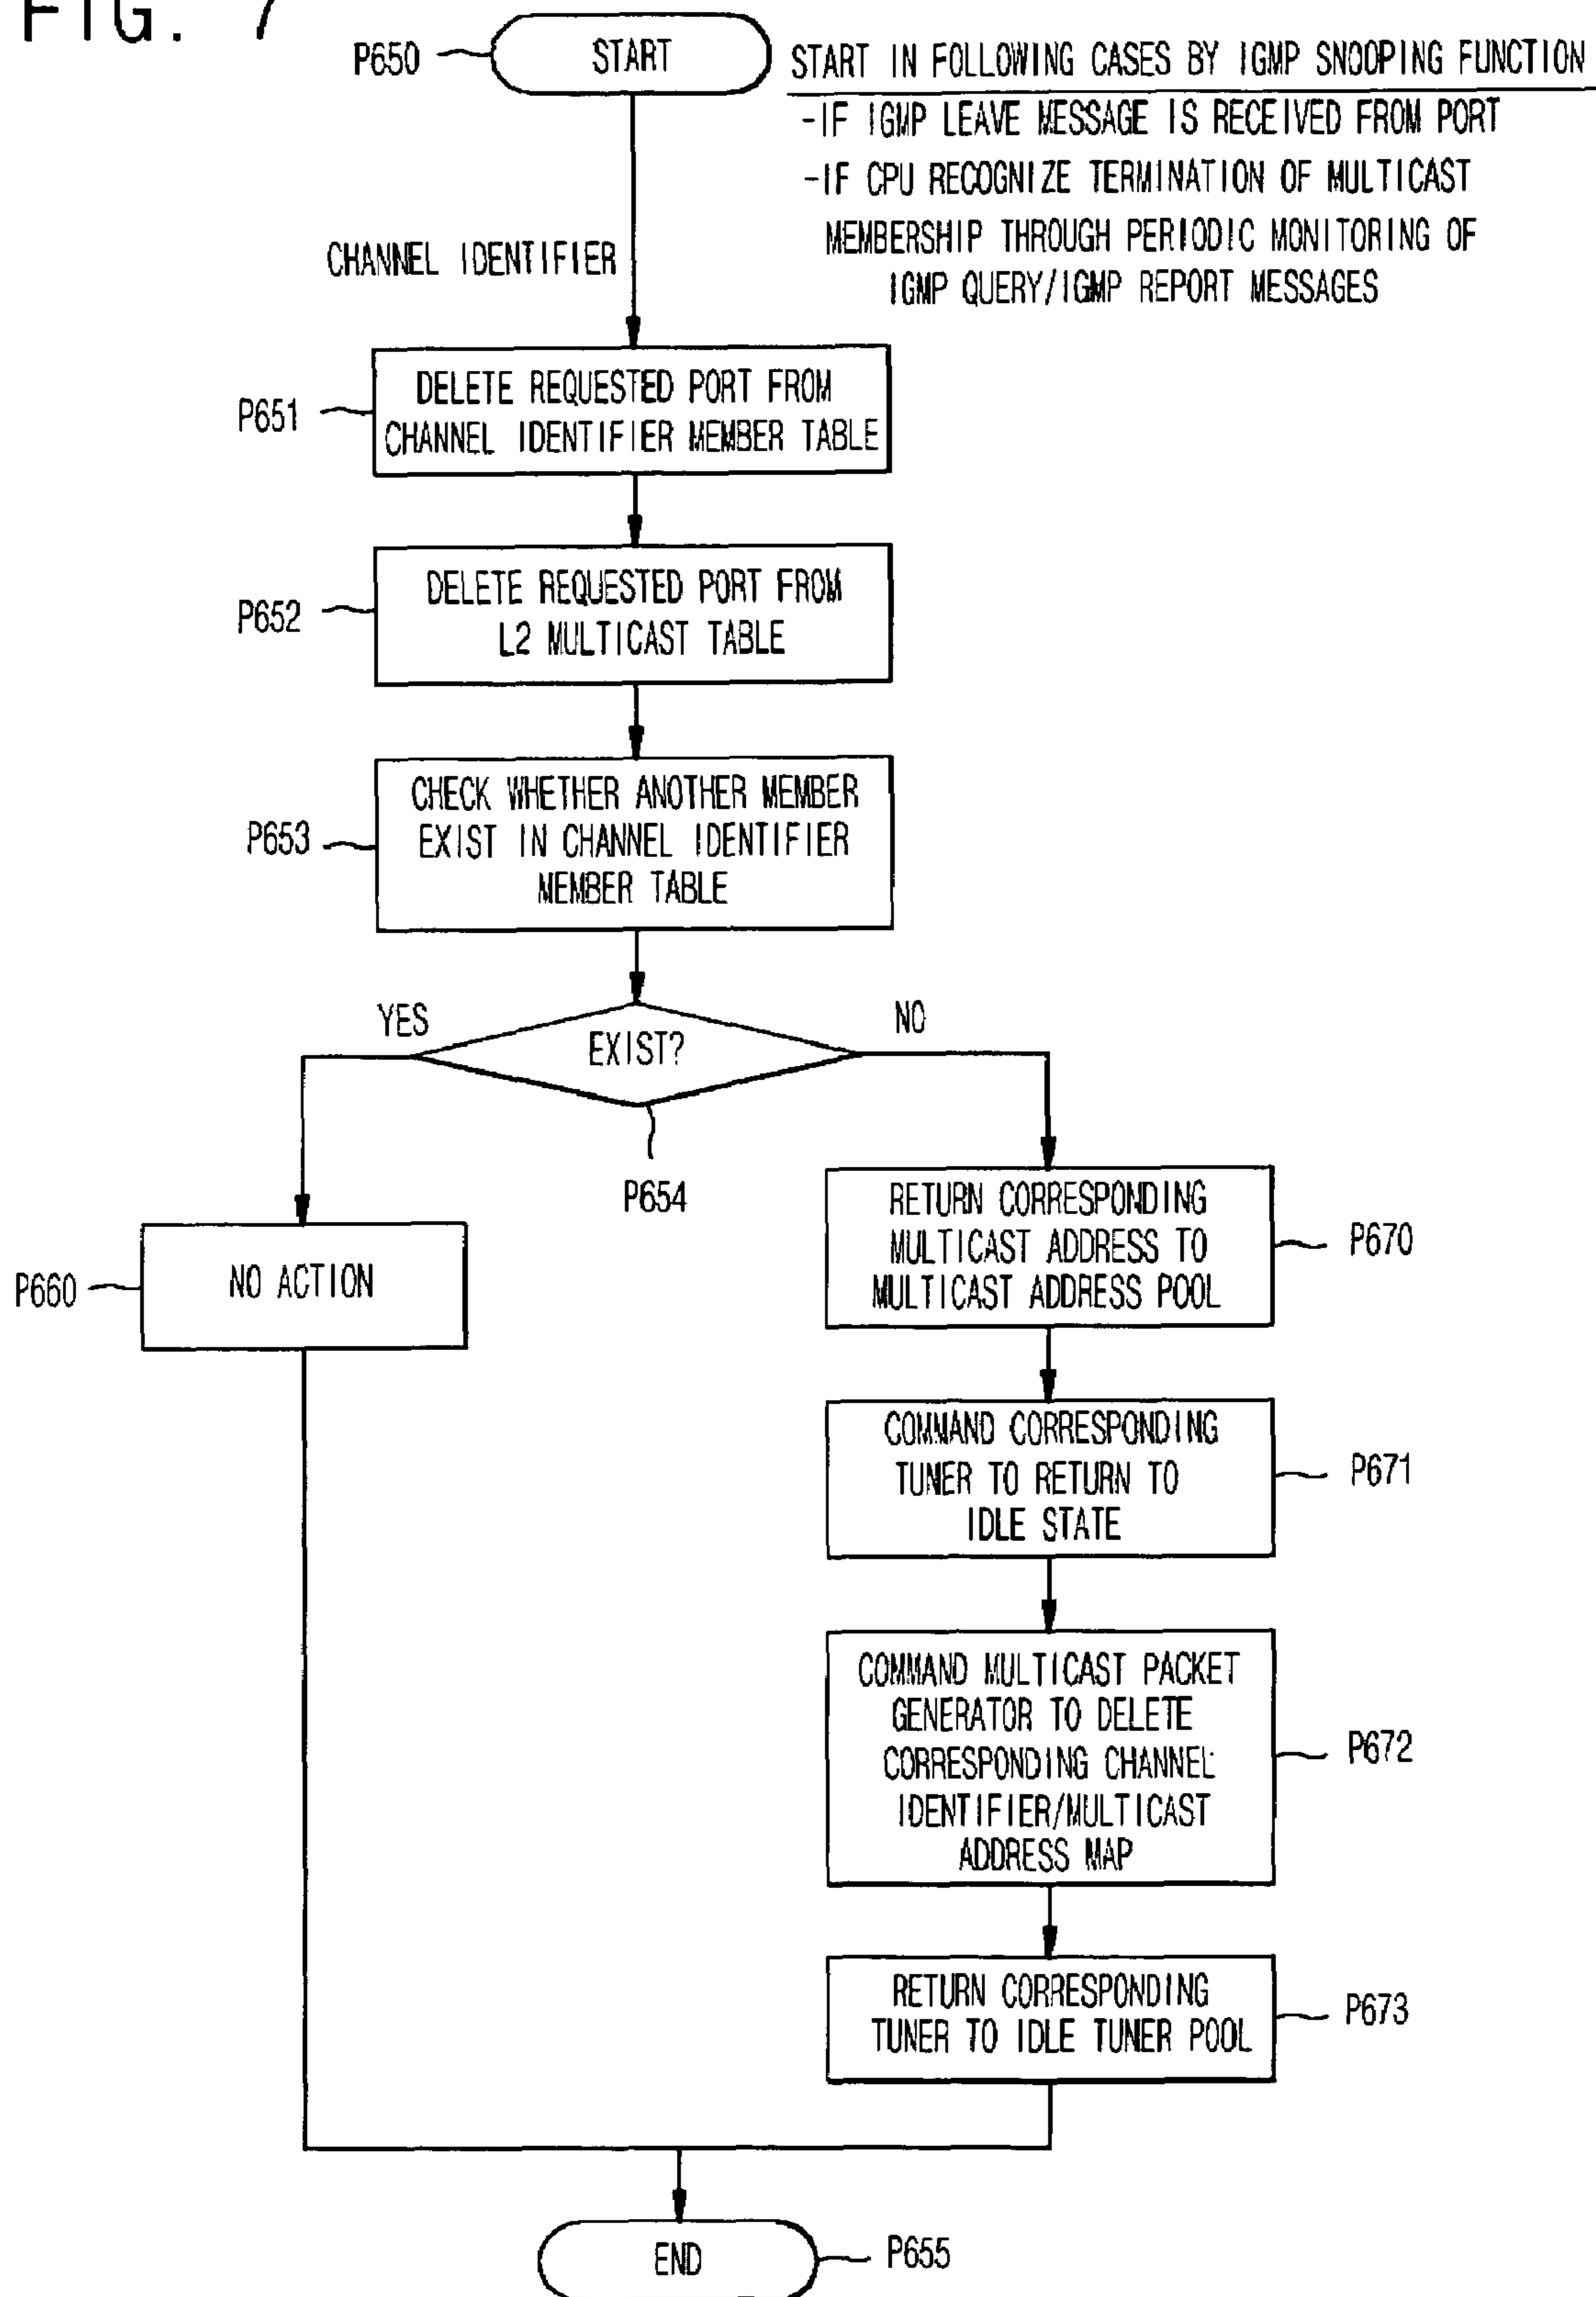 FIG. 7
P650
START
START IN FOLLOWING CASES BY IGMP SNOOPING FUNCTION
-IF IGMP LEAVE MESSAGE IS RECEIVED FROM PORT
-IF CPU RECOGNIZE TERMINATION OF MULTICAST
MEMBERSHIP THROUGH PERIODIC MONITORING OF
IGMP QUERY/IGMP REPORT MESSAGES
CHANNEL IDENTIFIER
P651
DELETE REQUESTED PORT FROM
CHANNEL IDENTIFIER MEMBER TABLE
P652
DELETE REQUESTED PORT FROM
L2 MULTICAST TABLE
P653
CHECK WHETHER ANOTHER MEMBER
EXIST IN CHANNEL IDENTIFIER
MEMBER TABLE
YES
EXIST?
NO
P654
P660
NO ACTION
RETURN CORRESPONDING
MULTICAST ADDRESS TO
MULTICAST ADDRESS POOL
P670
COMMAND CORRESPONDING
TUNER TO RETURN TO
IDLE STATE
P671
COMMAND MULTICAST PACKET
GENERATOR TO DELETE
CORRESPONDING CHANNEL
IDENTIFIER/MULTICAST
ADDRESS MAP
P672
RETURN CORRESPONDING
TUNER TO IDLE TUNER POOL
P673
END
P655